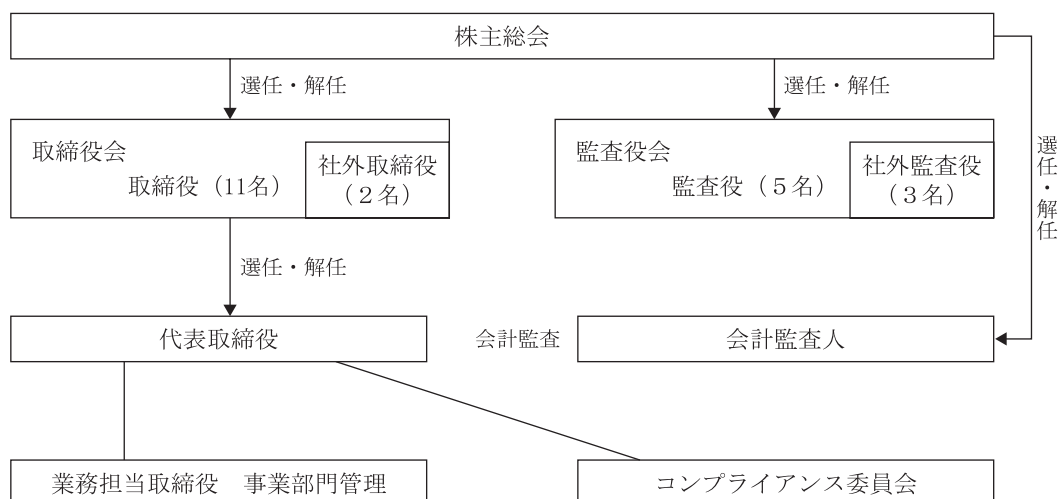 株主総会
選任・解任
選任・解任
選任・解任
取締役会
取締役（11名）
社外取締役
（２名）
監査役会
監査役（５名）
社外監査役
（３名）
選任・解任
代表取締役
会計監査
会計監査人
業務担当取締役　事業部門管理
コンプライアンス委員会